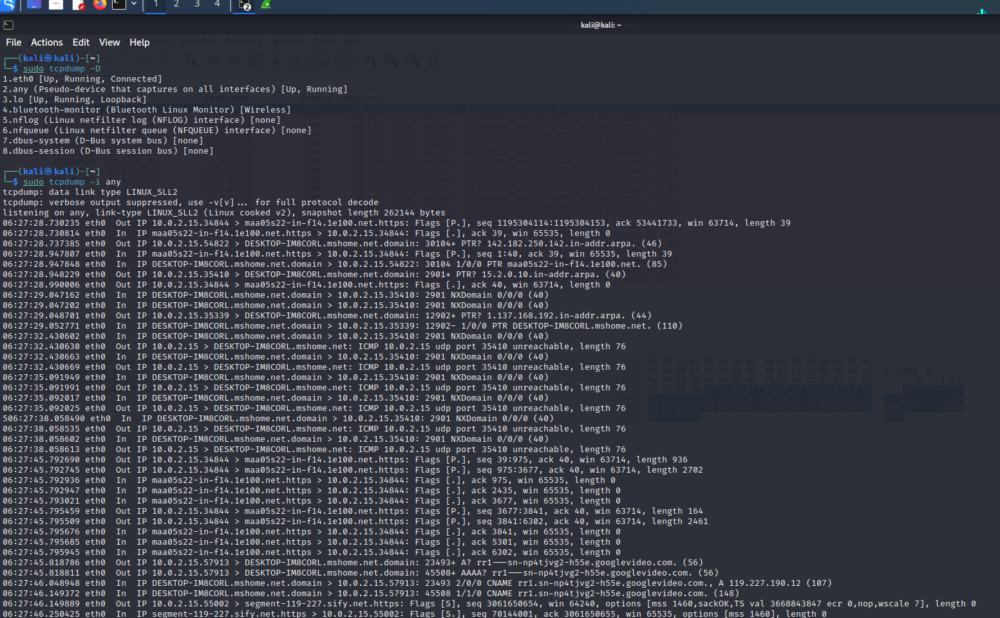 1 2 3 4 2
kali@kali: ~
File Actions Edit View Help
Statistics Telephony Wireless Tools Help
┌──(kali㉿kali)-[~]
└─$ sudo tcpdump -D
1.eth0 [Up, Running, Connected]
2.any (Pseudo-device that captures on all interfaces) [Up, Running]
3.lo [Up, Running, Loopback]
4.bluetooth-monitor (Bluetooth Linux Monitor) [Wireless]
5.nflog (Linux netfilter log (NFLOG) interface) [none]
6.nfqueue (Linux netfilter queue (NFQUEUE) interface) [none]
7.dbus-system (D-Bus system bus) [none]
8.dbus-session (D-Bus session bus) [none]
┌──(kali㉿kali)-[~]
└─$ sudo tcpdump -i any
tcpdump: data link type LINUX_SLL2
tcpdump: verbose output suppressed, use -v[v]... for full protocol decode
listening on any, link-type LINUX_SLL2 (Linux cooked v2), snapshot length 262144 bytes
06:27:28.730235 eth0  Out IP 10.0.2.15.34844 > maa05s22-in-f14.1e100.net.https: Flags [P.], seq 1195304114:1195304153, ack 53441733, win 63714, length 39
06:27:28.730814 eth0  In  IP maa05s22-in-f14.1e100.net.https > 10.0.2.15.34844: Flags [.], ack 39, win 65535, length 0
06:27:28.737385 eth0  Out IP 10.0.2.15.54822 > DESKTOP-IM8CORL.mshome.net.domain: 30104+ PTR? 142.182.250.142.in-addr.arpa. (46)
06:27:28.947807 eth0  In  IP maa05s22-in-f14.1e100.net.https > 10.0.2.15.34844: Flags [P.], seq 1:40, ack 39, win 65535, length 39
06:27:28.947848 eth0  In  IP DESKTOP-IM8CORL.mshome.net.domain > 10.0.2.15.54822: 30104 1/0/0 PTR maa05s22-in-f14.1e100.net. (85)
06:27:28.948229 eth0  Out IP 10.0.2.15.35410 > DESKTOP-IM8CORL.mshome.net.domain: 2901+ PTR? 15.2.0.10.in-addr.arpa. (40)
06:27:28.990006 eth0  Out IP 10.0.2.15.34844 > maa05s22-in-f14.1e100.net.https: Flags [.], ack 40, win 63714, length 0
06:27:29.047162 eth0  In  IP DESKTOP-IM8CORL.mshome.net.domain > 10.0.2.15.35410: 2901 NXDomain 0/0/0 (40)
06:27:29.047202 eth0  In  IP DESKTOP-IM8CORL.mshome.net.domain > 10.0.2.15.35410: 2901 NXDomain 0/0/0 (40)
06:27:29.048701 eth0  Out IP 10.0.2.15.35339 > DESKTOP-IM8CORL.mshome.net.domain: 12902+ PTR? 1.137.168.192.in-addr.arpa. (44)
06:27:29.052771 eth0  In  IP DESKTOP-IM8CORL.mshome.net.domain > 10.0.2.15.35339: 12902- 1/0/0 PTR DESKTOP-IM8CORL.mshome.net. (110)
06:27:32.430602 eth0  In  IP DESKTOP-IM8CORL.mshome.net.domain > 10.0.2.15.35410: 2901 NXDomain 0/0/0 (40)
06:27:32.430630 eth0  Out IP 10.0.2.15 > DESKTOP-IM8CORL.mshome.net: ICMP 10.0.2.15 udp port 35410 unreachable, length 76
06:27:32.430663 eth0  In  IP DESKTOP-IM8CORL.mshome.net.domain > 10.0.2.15.35410: 2901 NXDomain 0/0/0 (40)
06:27:32.430669 eth0  Out IP 10.0.2.15 > DESKTOP-IM8CORL.mshome.net: ICMP 10.0.2.15 udp port 35410 unreachable, length 76
06:27:35.091949 eth0  In  IP DESKTOP-IM8CORL.mshome.net.domain > 10.0.2.15.35410: 2901 NXDomain 0/0/0 (40)
06:27:35.091991 eth0  Out IP 10.0.2.15 > DESKTOP-IM8CORL.mshome.net: ICMP 10.0.2.15 udp port 35410 unreachable, length 76
06:27:35.092017 eth0  In  IP DESKTOP-IM8CORL.mshome.net.domain > 10.0.2.15.35410: 2901 NXDomain 0/0/0 (40)
06:27:35.092025 eth0  Out IP 10.0.2.15 > DESKTOP-IM8CORL.mshome.net: ICMP 10.0.2.15 udp port 35410 unreachable, length 76
506:27:38.058490 eth0  In  IP DESKTOP-IM8CORL.mshome.net.domain > 10.0.2.15.35410: 2901 NXDomain 0/0/0 (40)
06:27:38.058535 eth0  Out IP 10.0.2.15 > DESKTOP-IM8CORL.mshome.net: ICMP 10.0.2.15 udp port 35410 unreachable, length 76
06:27:38.058602 eth0  In  IP DESKTOP-IM8CORL.mshome.net.domain > 10.0.2.15.35410: 2901 NXDomain 0/0/0 (40)
06:27:38.058613 eth0  Out IP 10.0.2.15 > DESKTOP-IM8CORL.mshome.net: ICMP 10.0.2.15 udp port 35410 unreachable, length 76
06:27:45.792690 eth0  Out IP 10.0.2.15.34844 > maa05s22-in-f14.1e100.net.https: Flags [P.], seq 39:975, ack 40, win 63714, length 936
06:27:45.792745 eth0  Out IP 10.0.2.15.34844 > maa05s22-in-f14.1e100.net.https: Flags [P.], seq 975:3677, ack 40, win 63714, length 2702
06:27:45.792936 eth0  In  IP maa05s22-in-f14.1e100.net.https > 10.0.2.15.34844: Flags [.], ack 975, win 65535, length 0
06:27:45.792947 eth0  In  IP maa05s22-in-f14.1e100.net.https > 10.0.2.15.34844: Flags [.], ack 2435, win 65535, length 0
06:27:45.793021 eth0  In  IP maa05s22-in-f14.1e100.net.https > 10.0.2.15.34844: Flags [.], ack 3677, win 65535, length 0
06:27:45.795459 eth0  Out IP 10.0.2.15.34844 > maa05s22-in-f14.1e100.net.https: Flags [P.], seq 3677:3841, ack 40, win 63714, length 164
06:27:45.795509 eth0  Out IP 10.0.2.15.34844 > maa05s22-in-f14.1e100.net.https: Flags [P.], seq 3841:6302, ack 40, win 63714, length 2461
06:27:45.795676 eth0  In  IP maa05s22-in-f14.1e100.net.https > 10.0.2.15.34844: Flags [.], ack 3841, win 65535, length 0
06:27:45.795685 eth0  In  IP maa05s22-in-f14.1e100.net.https > 10.0.2.15.34844: Flags [.], ack 5301, win 65535, length 0
06:27:45.795945 eth0  In  IP maa05s22-in-f14.1e100.net.https > 10.0.2.15.34844: Flags [.], ack 6302, win 65535, length 0
06:27:45.818786 eth0  Out IP 10.0.2.15.57913 > DESKTOP-IM8CORL.mshome.net.domain: 23493+ A? rr1---sn-np4tjvg2-h55e.googlevideo.com. (56)
06:27:45.818811 eth0  Out IP 10.0.2.15.57913 > DESKTOP-IM8CORL.mshome.net.domain: 45508+ AAAA? rr1---sn-np4tjvg2-h55e.googlevideo.com. (56)
06:27:46.048948 eth0  In  IP DESKTOP-IM8CORL.mshome.net.domain > 10.0.2.15.57913: 23493 2/0/0 CNAME rr1.sn-np4tjvg2-h55e.googlevideo.com., A 119.227.190.12 (107)
06:27:46.149372 eth0  In  IP DESKTOP-IM8CORL.mshome.net.domain > 10.0.2.15.57913: 45508 1/1/0 CNAME rr1.sn-np4tjvg2-h55e.googlevideo.com. (148)
06:27:46.149889 eth0  Out IP 10.0.2.15.55002 > segment-119-227.sify.net.https: Flags [S], seq 3061650654, win 64240, options [mss 1460,sackOK,TS val 3668843847 ecr 0,nop,wscale 7], length 0
06:27:46.250425 eth0  In  IP segment-119-227.sify.net.https > 10.0.2.15.55002: Flags [S.], seq 70144001, ack 3061650655, win 65535, options [mss 1460], length 0